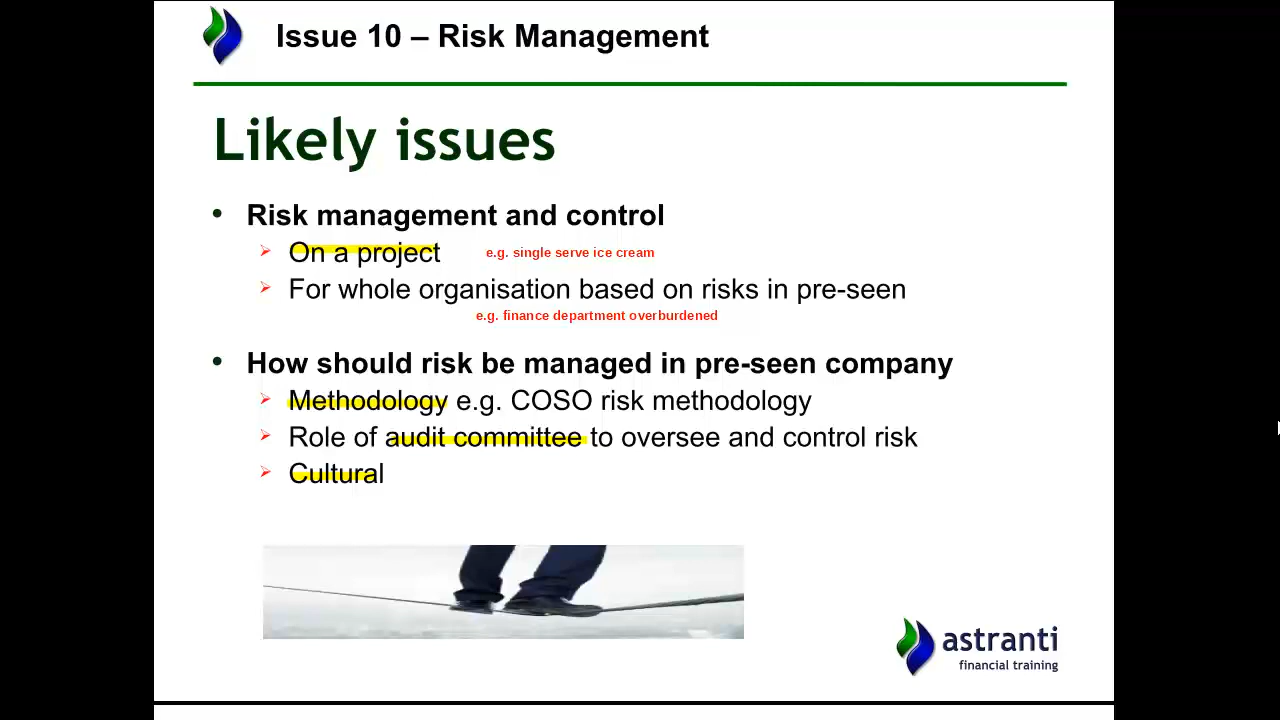 Issue 10 – Risk Management
Likely issues
• Risk management and control
On a project e.g. single serve ice cream
For whole organisation based on risks in pre-seen
e.g. finance department overburdened
• How should risk be managed in pre-seen company
Methodology e.g. COSO risk methodology
Role of audit committee to oversee and control risk
Cultural
astranti
financial training